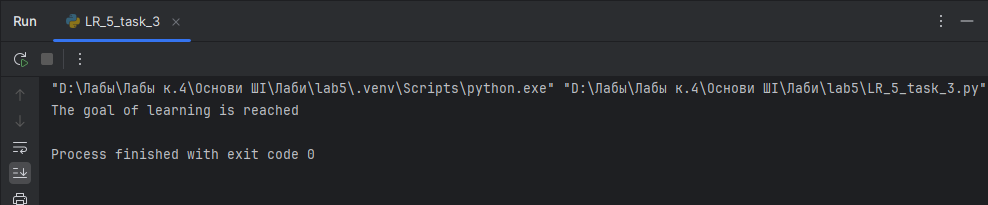 Run LR_5_task_3
"D:\Лабы\Лабы к.4\Основи ШІ\Лаби\lab5\.venv\Scripts\python.exe" "D:\Лабы\Лабы к.4\Основи ШІ\Лаби\lab5\LR_5_task_3.py"
The goal of learning is reached
Process finished with exit code 0